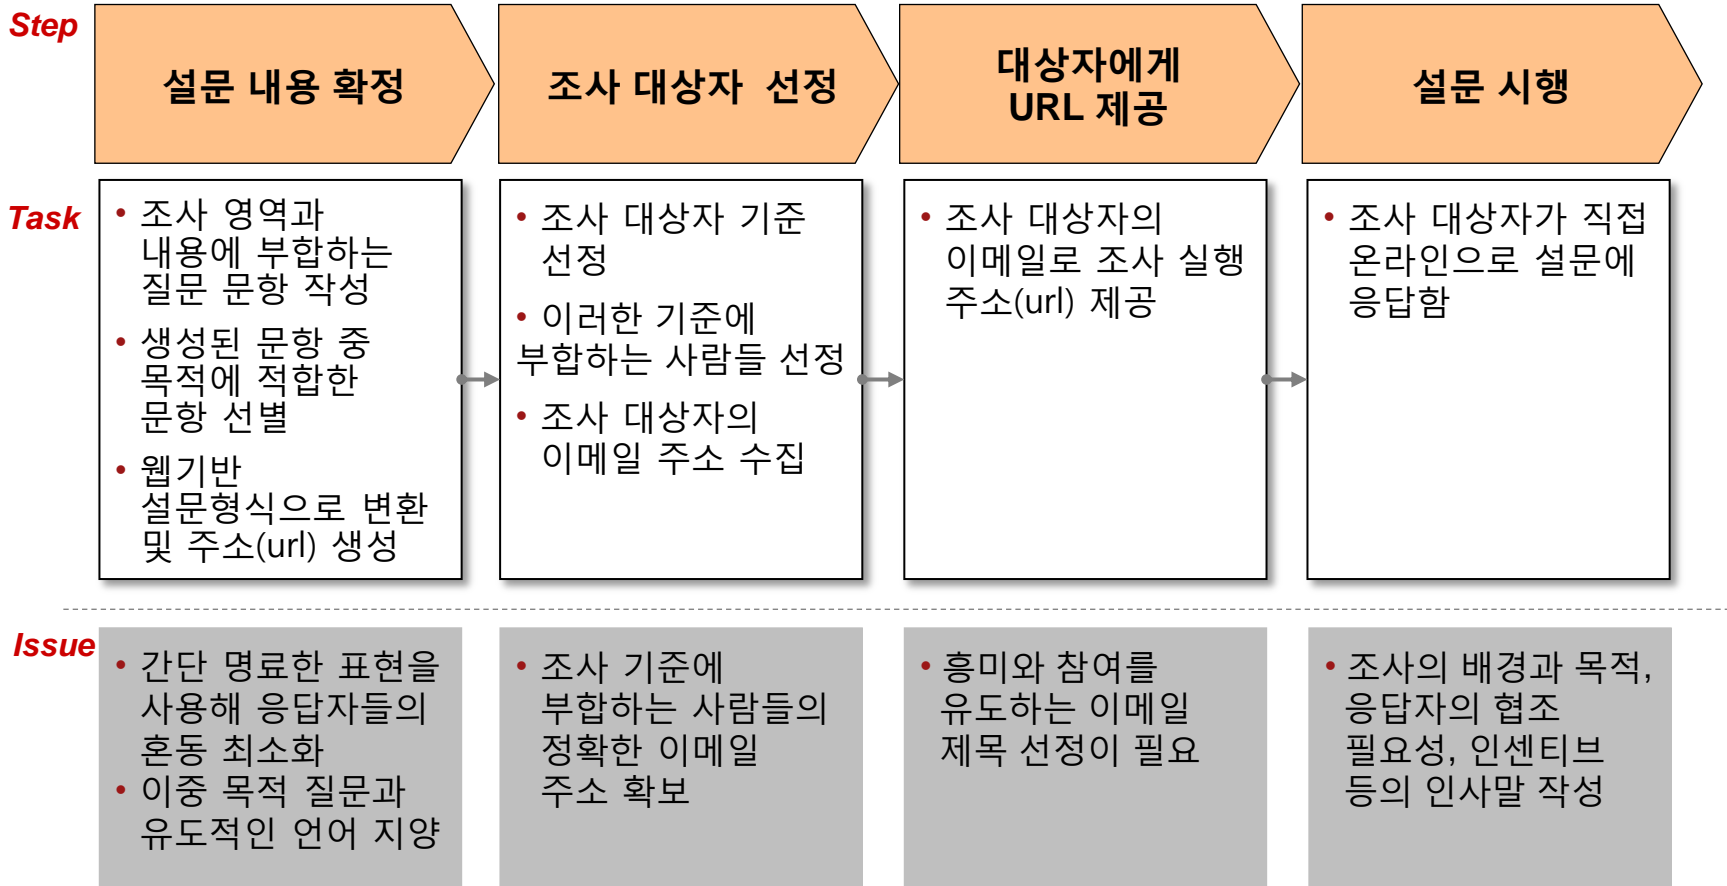 Step
설문 내용 확정
조사 대상자 선정
대상자에게
URL 제공
설문 시행
Task
• 조사 영역과
내용에 부합하는
질문 문항 작성
• 생성된 문항 중
목적에 적합한
문항 선별
• 웹기반
설문형식으로 변환
및 주소(url) 생성
• 조사 대상자 기준
선정
• 이러한 기준에
부합하는 사람들 선정
• 조사 대상자의
이메일 주소 수집
• 조사 대상자의
이메일로 조사 실행
주소(url) 제공
• 조사 대상자가 직접
온라인으로 설문에
응답함
Issue
• 간단 명료한 표현을
사용해 응답자들의
혼동 최소화
• 이중 목적 질문과
유도적인 언어 지양
• 조사 기준에
부합하는 사람들의
정확한 이메일
주소 확보
• 흥미와 참여를
유도하는 이메일
제목 선정이 필요
• 조사의 배경과 목적,
응답자의 협조
필요성, 인센티브
등의 인사말 작성